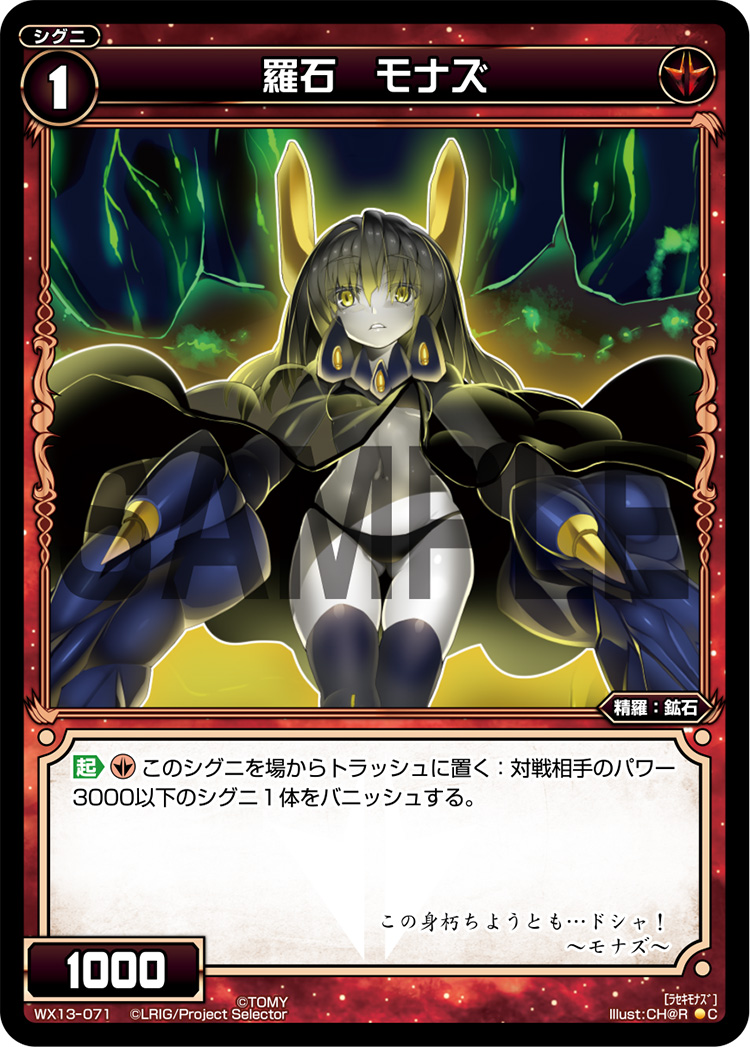 シグニ
1
羅石　モナズ
SAMPLE
精羅：鉱石
起 このシグニを場からトラッシュに置く：対戦相手のパワー
3000以下のシグニ１体をバニッシュする。
この身朽ちようとも…ドシャ！
～モナズ～
1000
[ﾗｾｷﾓﾅｽﾞ]
WX13-071 ©LRIG/Project Selector
©TOMY
Illust:CH@R C